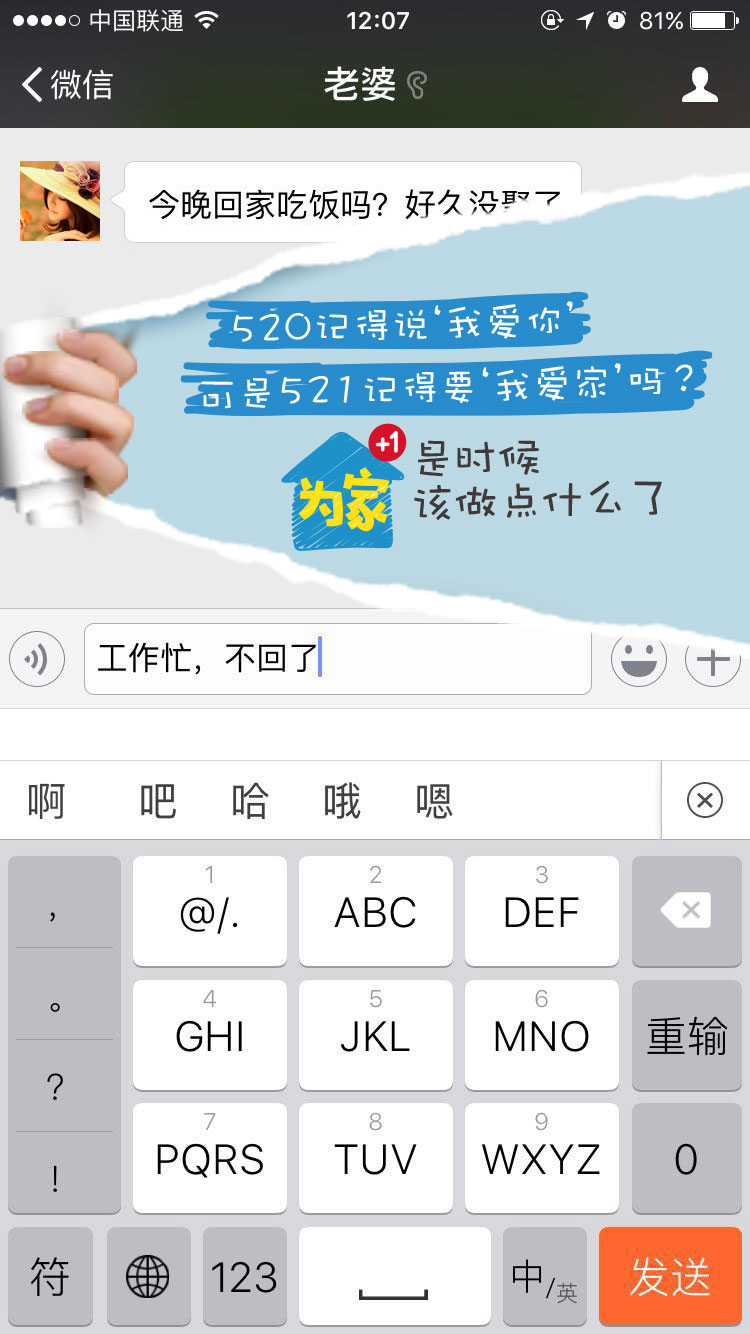 中国联通 12:07 81%
微信 老婆
今晚回家吃饭吗？好久没聚了
520记得说‘我爱你’
可是521记得要‘我爱家’吗？
+1
为家
是时候
该做点什么了
工作忙，不回了
啊 吧 哈 哦 嗯
， 1 @/. 2 ABC 3 DEF
。 4 GHI 5 JKL 6 MNO 重输
？ 7 PQRS 8 TUV 9 WXYZ 0
！
符 123 中/英 发送